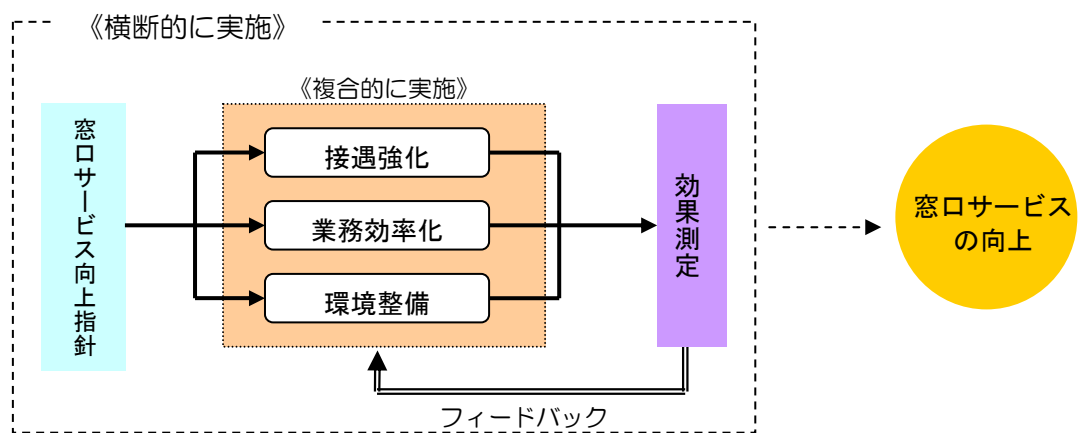 《横断的に実施》
《複合的に実施》
窓口サービス向上指針
接遇強化
業務効率化
環境整備
効果測定
フィードバック
窓口サービス
の向上